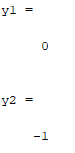 y1 =
0
y2 =
-1